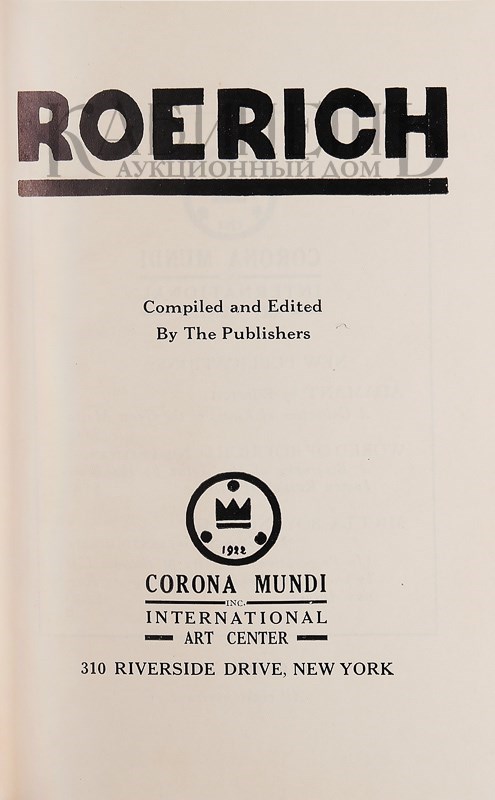 ROERICH
КАБИНЕТЪ
АУКЦИОННЫЙ ДОМ
Compiled and Edited
By The Publishers
1922
CORONA MUNDI
INC.
INTERNATIONAL
ART CENTER
310 RIVERSIDE DRIVE, NEW YORK